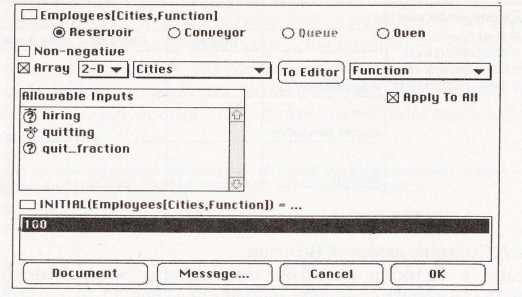 Employees[Cities,Function]
Reservoir Conveyor Queue Oven
Non-negative
Array 2-D Cities To Editor Function
Allowable Inputs Apply To All
hiring
quitting
quit_fraction
INITIAL(Employees[Cities,Function]) = ...
100
Document Message... Cancel OK